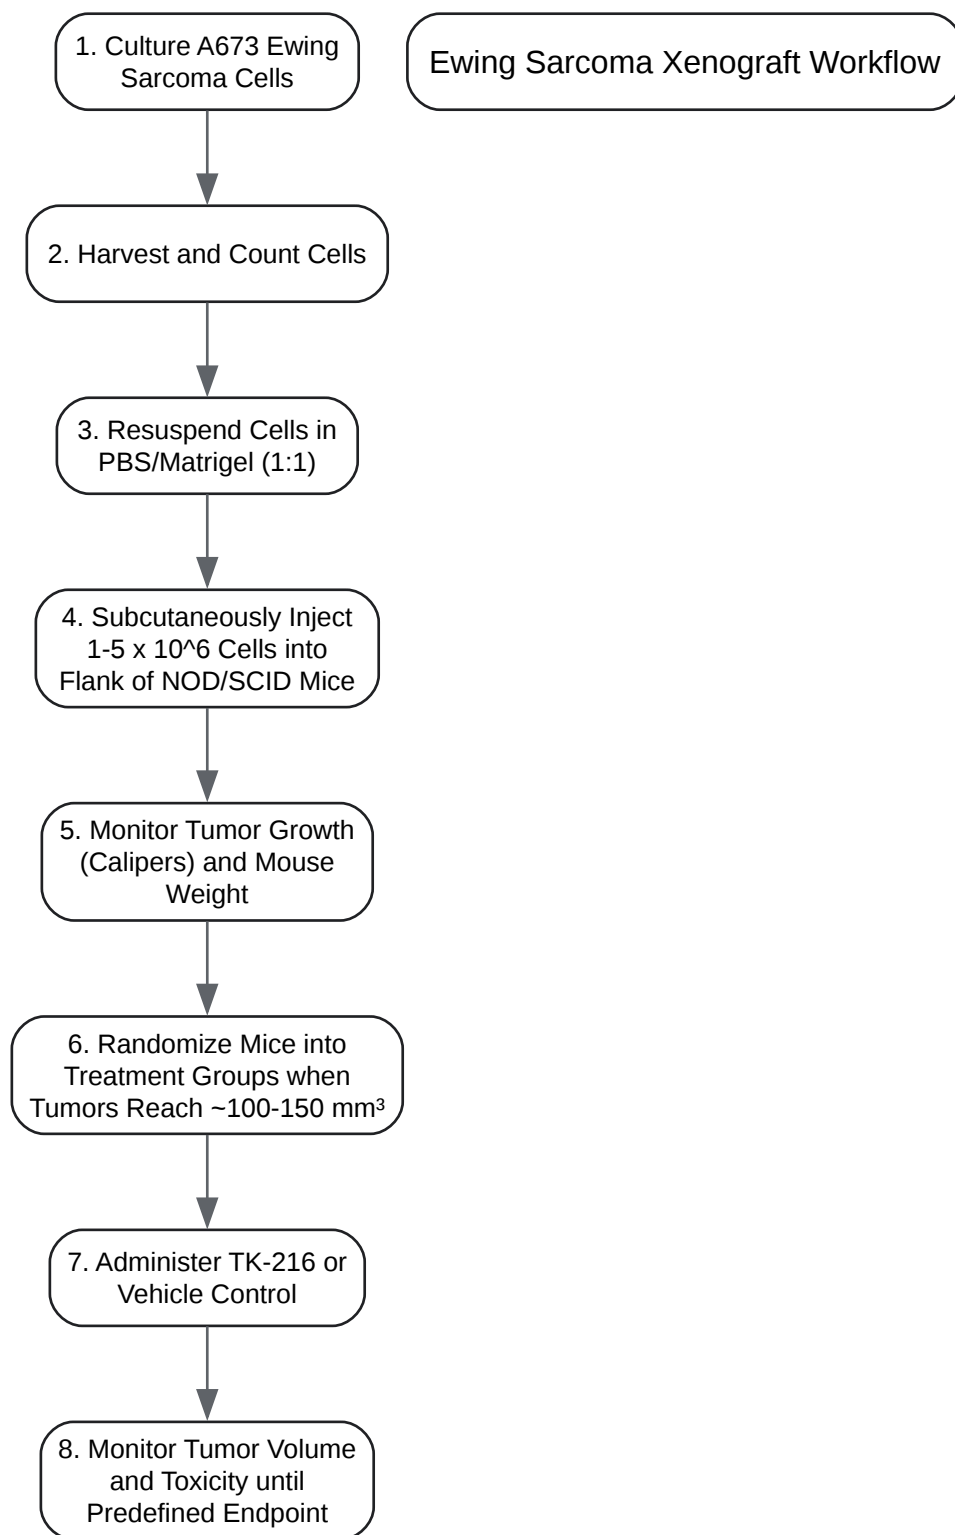 1. Culture A673 Ewing
Sarcoma Cells
Ewing Sarcoma Xenograft Workflow
2. Harvest and Count Cells
3. Resuspend Cells in
PBS/Matrigel (1:1)
4. Subcutaneously Inject
1-5 x 10^6 Cells into
Flank of NOD/SCID Mice
5. Monitor Tumor Growth
(Calipers) and Mouse
Weight
6. Randomize Mice into
Treatment Groups when
Tumors Reach ~100-150 mm³
7. Administer TK-216 or
Vehicle Control
8. Monitor Tumor Volume
and Toxicity until
Predefined Endpoint